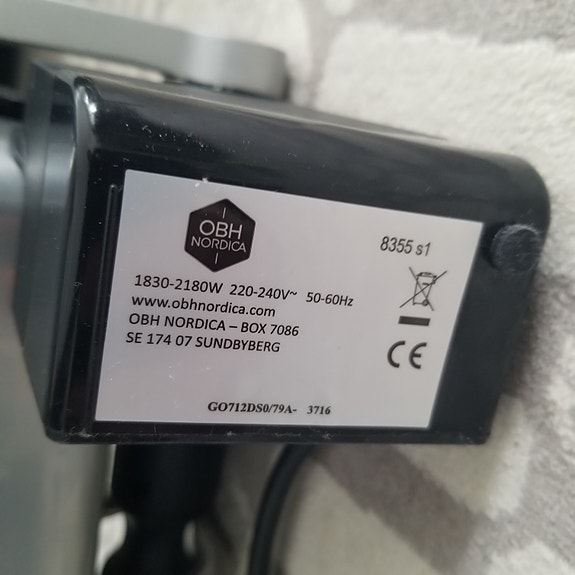 OBH
NORDICA
8355 s1
1830-2180W 220-240V~ 50-60Hz
www.obhnordica.com
OBH NORDICA – BOX 7086
SE 174 07 SUNDBYBERG
CE
GO712DS0/79A- 3716